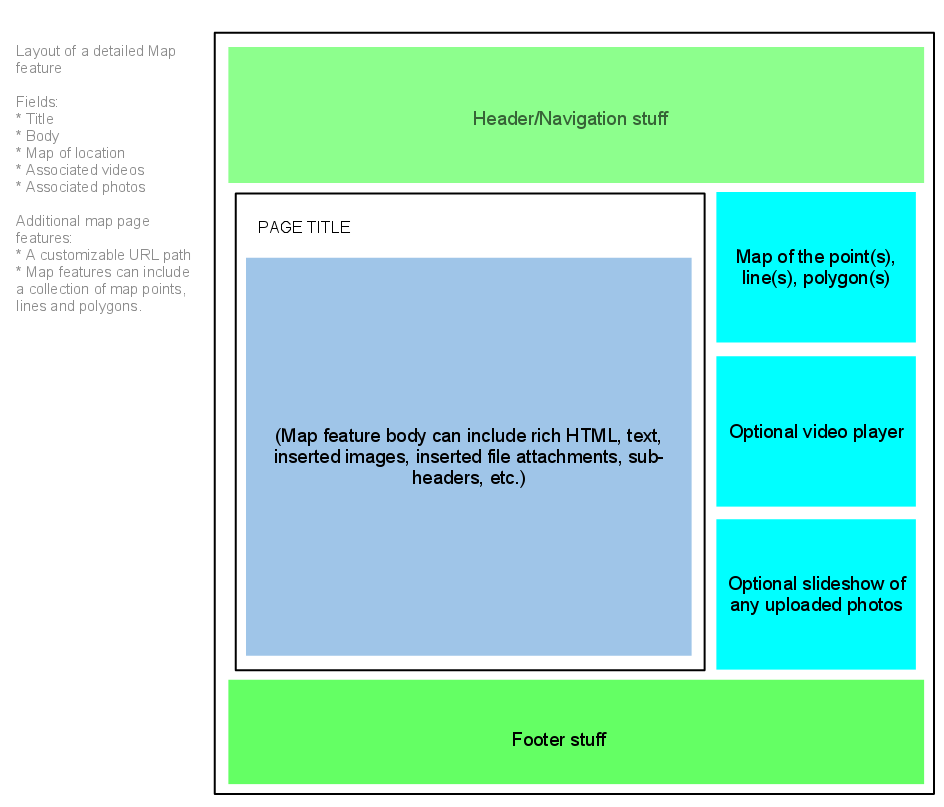 Layout of a detailed Map
feature
Fields:
* Title
* Body
* Map of location
* Associated videos
* Associated photos
Additional map page
features:
* A customizable URL path
* Map features can include
a collection of map points,
lines and polygons.
Header/Navigation stuff
PAGE TITLE
(Map feature body can include rich HTML, text,
inserted images, inserted file attachments, sub-
headers, etc.)
Map of the point(s),
line(s), polygon(s)
Optional video player
Optional slideshow of
any uploaded photos
Footer stuff